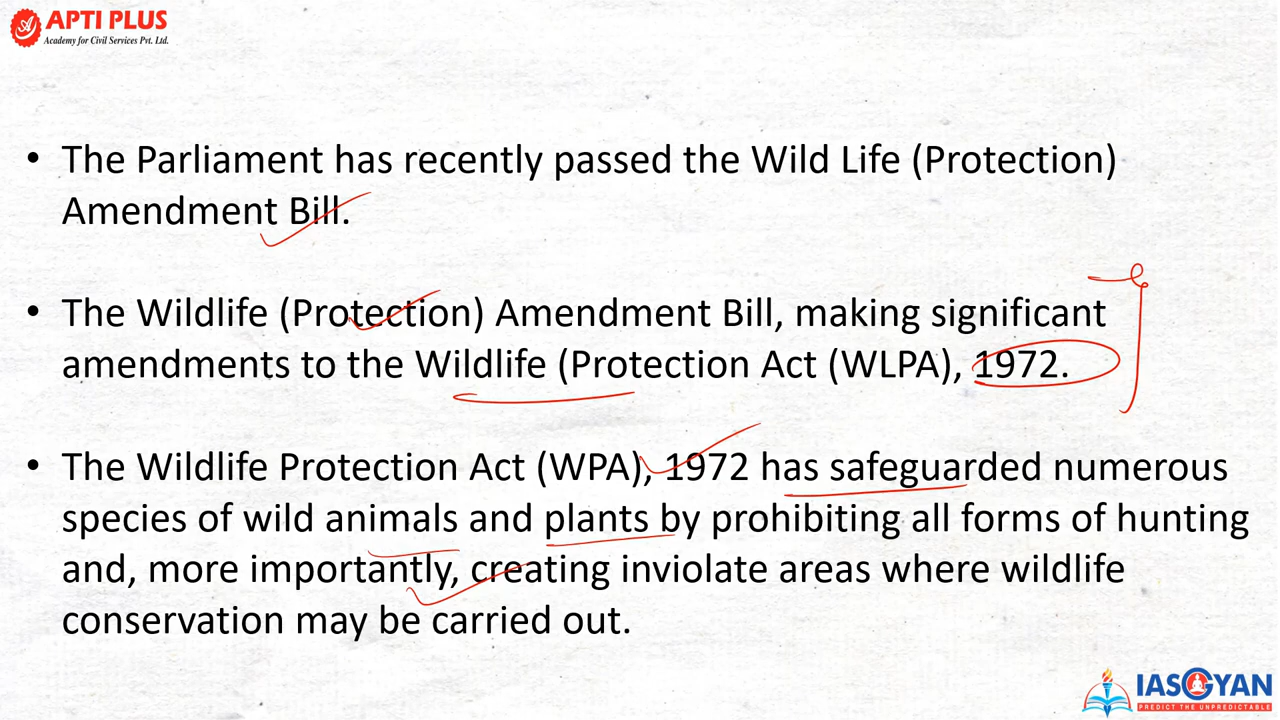 APTI PLUS
Academy for Civil Services Pvt. Ltd.
• The Parliament has recently passed the Wild Life (Protection)
Amendment Bill.
• The Wildlife (Protection) Amendment Bill, making significant
amendments to the Wildlife (Protection Act (WLPA), 1972.
• The Wildlife Protection Act (WPA), 1972 has safeguarded numerous
species of wild animals and plants by prohibiting all forms of hunting
and, more importantly, creating inviolate areas where wildlife
conservation may be carried out.
IASGYAN
PREDICT THE UNPREDICTABLE